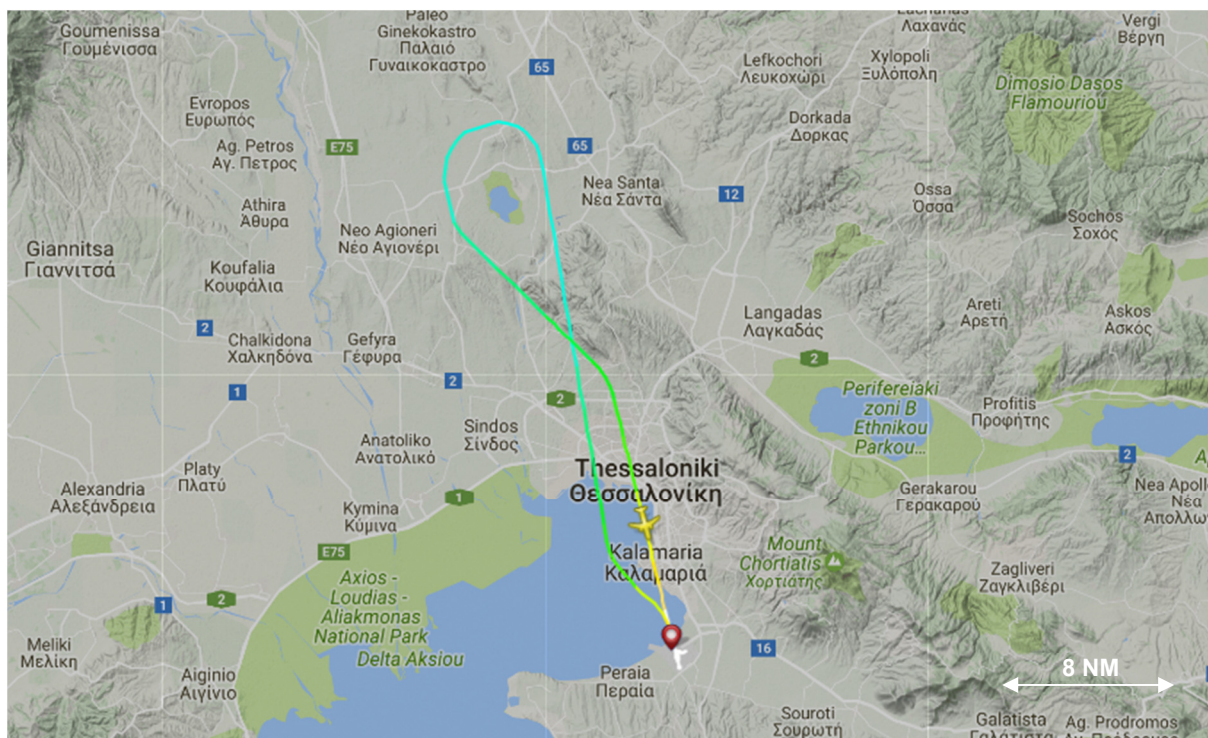 Goumenissa
Γουμένισσα
Paleo
Ginekokastro
Παλαιό
Γυναικοκαστρο
65
Λαχανάς
Vergi
Βέργη
Lefkochori
Λευκοχώρι
Xylopoli
Ξυλόπολη
Dimosio Dasos
Flamouriou
Evropos
Ευρωπός
Dorkada
Δορκας
Ag. Petros
Αγ. Πετρος
E75
65
Nea Santa
Νέα Σάντα
12
Ossa
Όσσα
Athira
Άθυρα
Sochos
Σοχός
Neo Agioneri
Νέο Αγιονέρι
Giannitsa
Γιαννιτσά
Koufalia
Κουφάλια
Langadas
Λαγκαδάς
Areti
Αρετή
Askos
Ασκός
2
Chalkidona
Χαλκηδόνα
Gefyra
Γέφυρα
2
1
2
2
Perifereiaki
zoni B
Ethnikou
Parkou...
Profitis
Προφήτης
Sindos
Σίνδος
Anatoliko
Ανατολικό
2
Platy
Πλατύ
Thessaloniki
Θεσσαλονίκη
Alexandria
Αλεξάνδρεια
1
Kymina
Κύμινα
Gerakarou
Γερακαρού
Nea Apoll
Νέα
Απολλων
E75
Kalamaria
Καλαμαριά
Mount
Chortiatis
Χορτιάτης
Zagliveri
Ζαγκλιβέρι
Axios -
Loudias -
Aliakmonas
National Park
Delta Aksiou
1
2
Meliki
Μελίκη
16
Aiginio
Αιγίνιο
Peraia
Περαία
8 NM
Souroti
Σουρωτή
Galatista
Γαλάτιστα
Ag. Prodromos